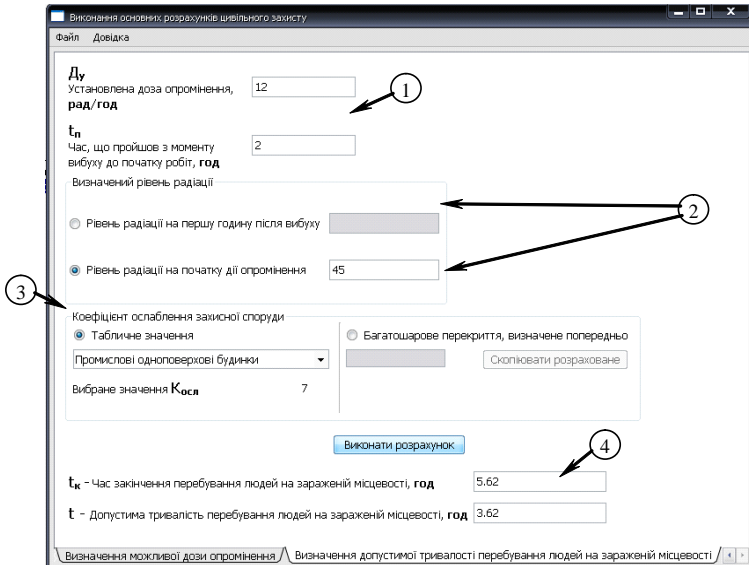 Виконання основних розрахунків цивільного захисту
Файл Довідка
Ду
Установлена доза опромінення,
рад/год
12
1
tп
Час, що пройшов з моменту
вибуху до початку робіт, год
2
Визначений рівень радіації
2
Рівень радіації на першу годину після вибуху
Рівень радіації на початку дії опромінення 45
3
Коефіцієнт ослаблення захисної споруди
Табличне значення
Промислові одноповерхові будинки
Вибране значення Kосл 7
Багатошарове перекриття, визначене попередньо
Скопіювати розраховане
Виконати розрахунок
4
tк - Час закінчення перебування людей на зараженій місцевості, год 5.62
t - Допустима тривалість перебування людей на зараженій місцевості, год 3.62
Визначення можливої дози опромінення Визначення допустимої тривалості перебування людей на зараженій місцевості